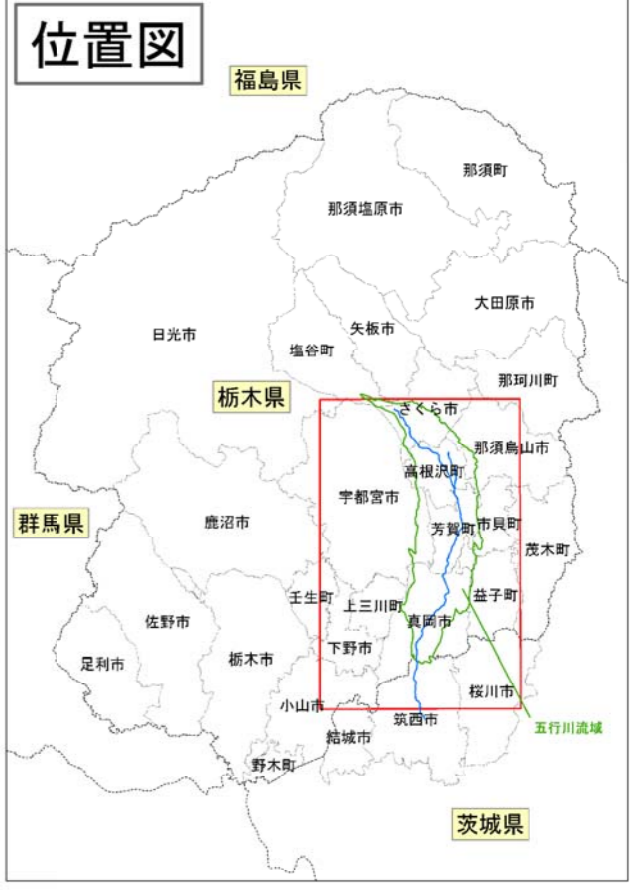 位置図
福島県
那須町
那須塩原市
大田原市
矢板市
日光市
塩谷町
那珂川町
栃木県
さくら市
那須烏山市
高根沢町
宇都宮市
群馬県
鹿沼市
芳賀町
市貝町
茂木町
壬生町
上三川町
益子町
佐野市
真岡市
下野市
足利市
栃木市
桜川市
小山市
筑西市
五行川流域
結城市
野木町
茨城県